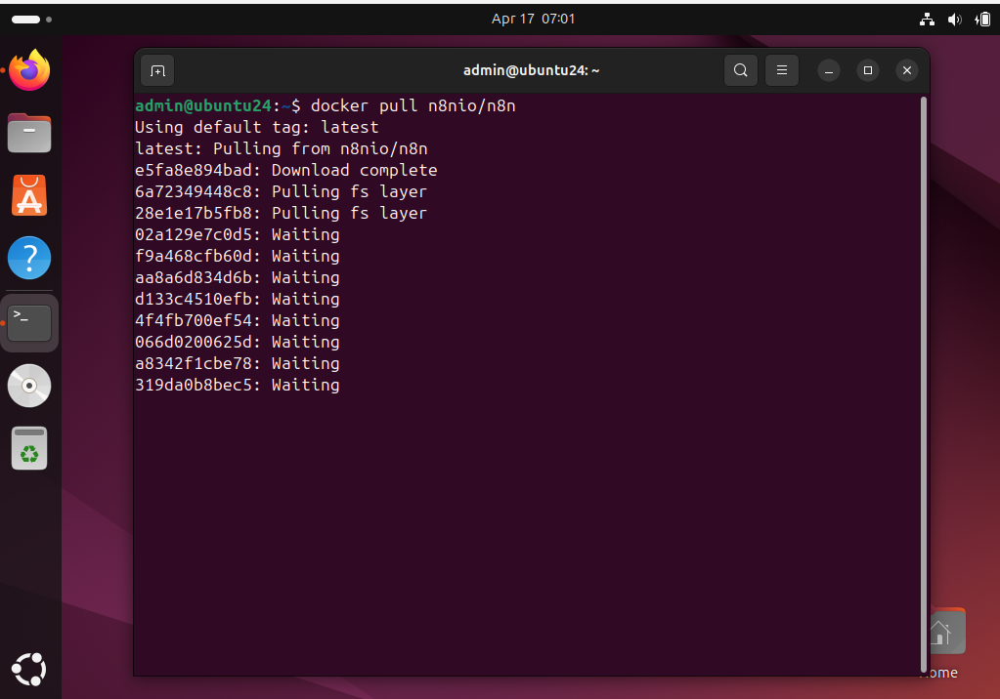 Apr 17 07:01
admin@ubuntu24: ~
admin@ubuntu24:~$ docker pull n8nio/n8n
Using default tag: latest
latest: Pulling from n8nio/n8n
e5fa8e894bad: Download complete
6a72349448c8: Pulling fs layer
28e1e17b5fb8: Pulling fs layer
02a129e7c0d5: Waiting
f9a468cfb60d: Waiting
aa8a6d834d6b: Waiting
d133c4510efb: Waiting
4f4fb700ef54: Waiting
066d0200625d: Waiting
a8342f1cbe78: Waiting
319da0b8bec5: Waiting
Home